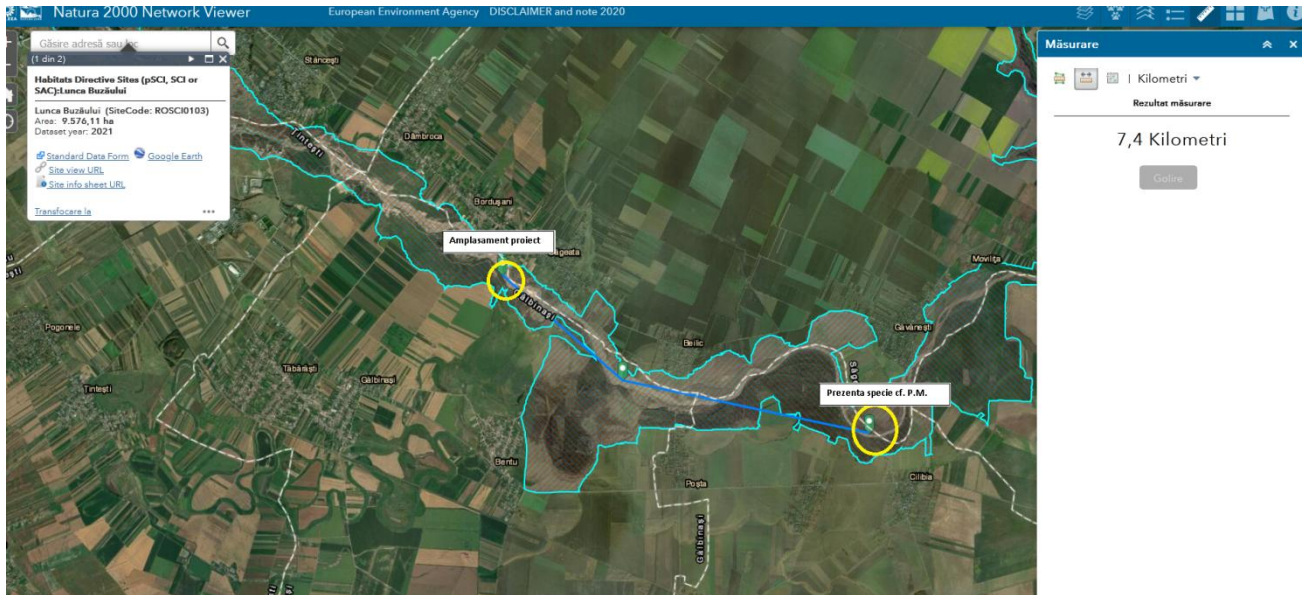 Natura 2000 Network Viewer
European Environment Agency DISCLAIMER and note 2020
Găsire adresă sau loc
(1 din 2)
Habitats Directive Sites (pSCI, SCI or
SAC):Lunca Buzăului
Lunca Buzăului (SiteCode: ROSCI0103)
Area: 9.576,11 ha
Dataset year: 2021
Standard Data Form Google Earth
Site view URL
Site info sheet URL
Transfocare la
Măsurare
Kilometri
Rezultat măsurare
7,4 Kilometri
Golire
Stăncești
Țintești
Dâmbroca
Bordușani
Amplasament proiect
Săgeata
Movilița
Gălbinași
Pogonele
Găvănești
Beilic
Tăbărăști
Gălbinași
Țintești
Prezenta specie cf. P.M.
Bentu
Poșta
Cilibia
Gălbinași